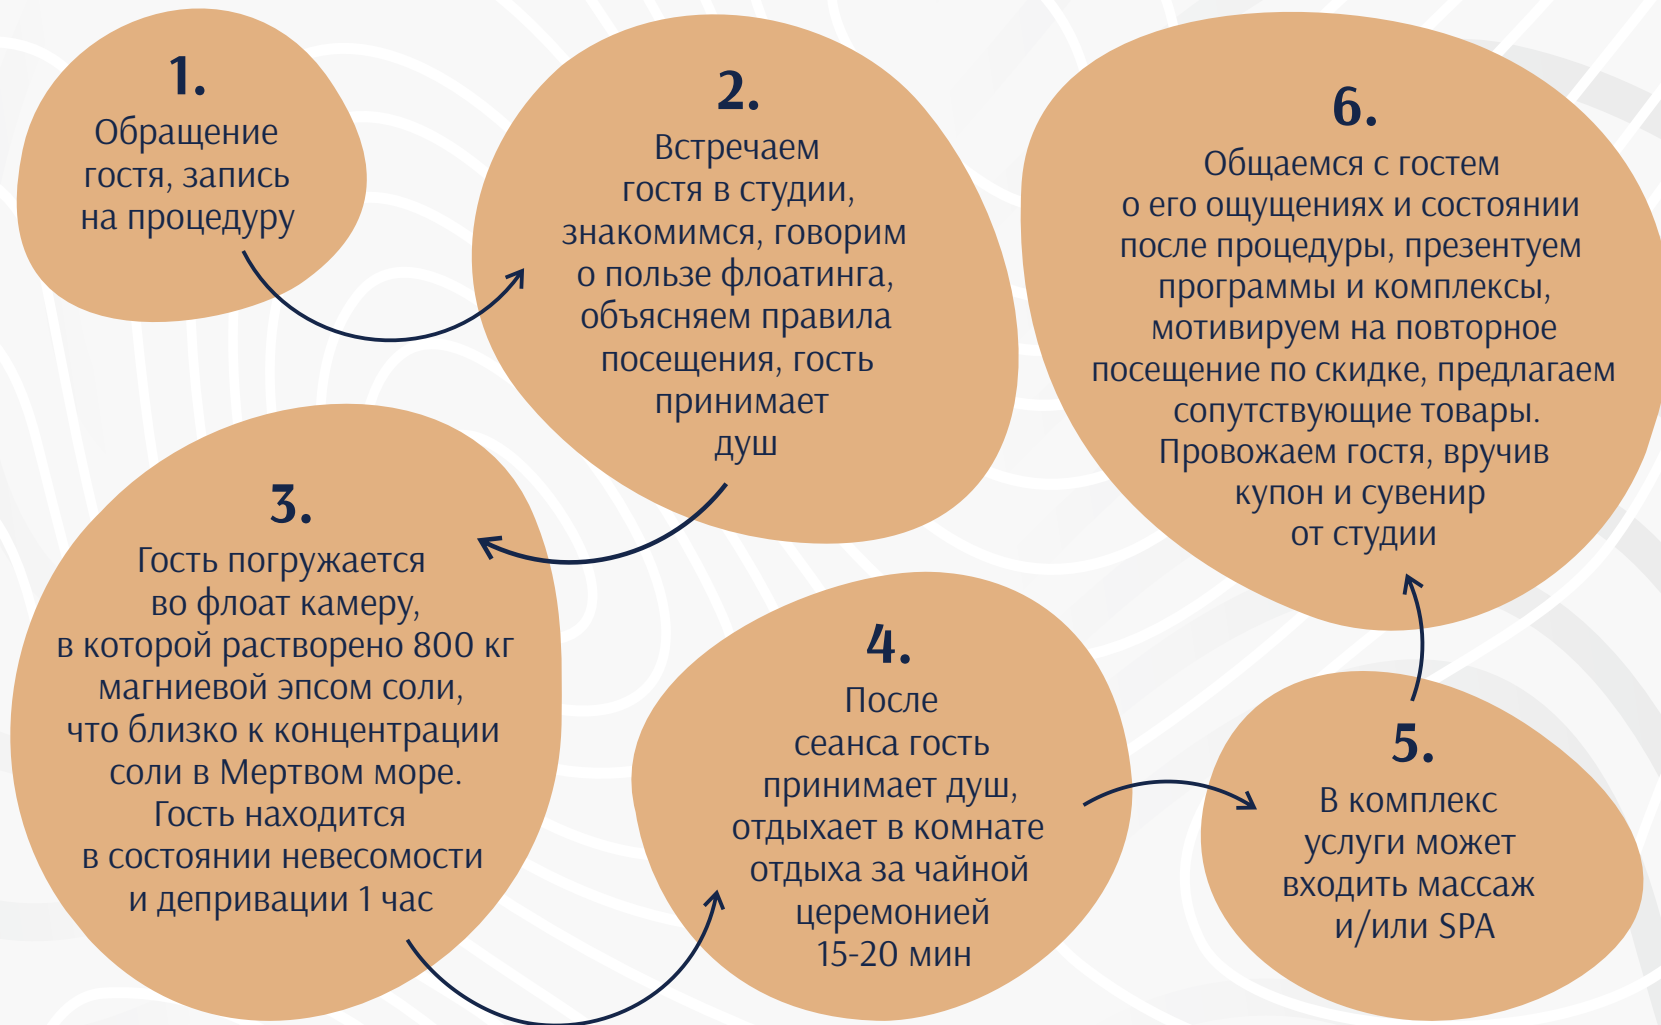 1.
Обращение
гостя, запись
на процедуру
2.
Встречаем
гостя в студии,
знакомимся, говорим
о пользе флоатинга,
объясняем правила
посещения, гость
принимает
душ
3.
Гость погружается
во флоат камеру,
в которой растворено 800 кг
магниевой эпсом соли,
что близко к концентрации
соли в Мертвом море.
Гость находится
в состоянии невесомости
и депривации 1 час
4.
После
сеанса гость
принимает душ,
отдыхает в комнате
отдыха за чайной
церемонией
15-20 мин
5.
В комплекс
услуги может
входить массаж
и/или SPA
6.
Общаемся с гостем
о его ощущениях и состоянии
после процедуры, презентуем
программы и комплексы,
мотивируем на повторное
посещение по скидке, предлагаем
сопутствующие товары.
Провожаем гостя, вручив
купон и сувенир
от студии